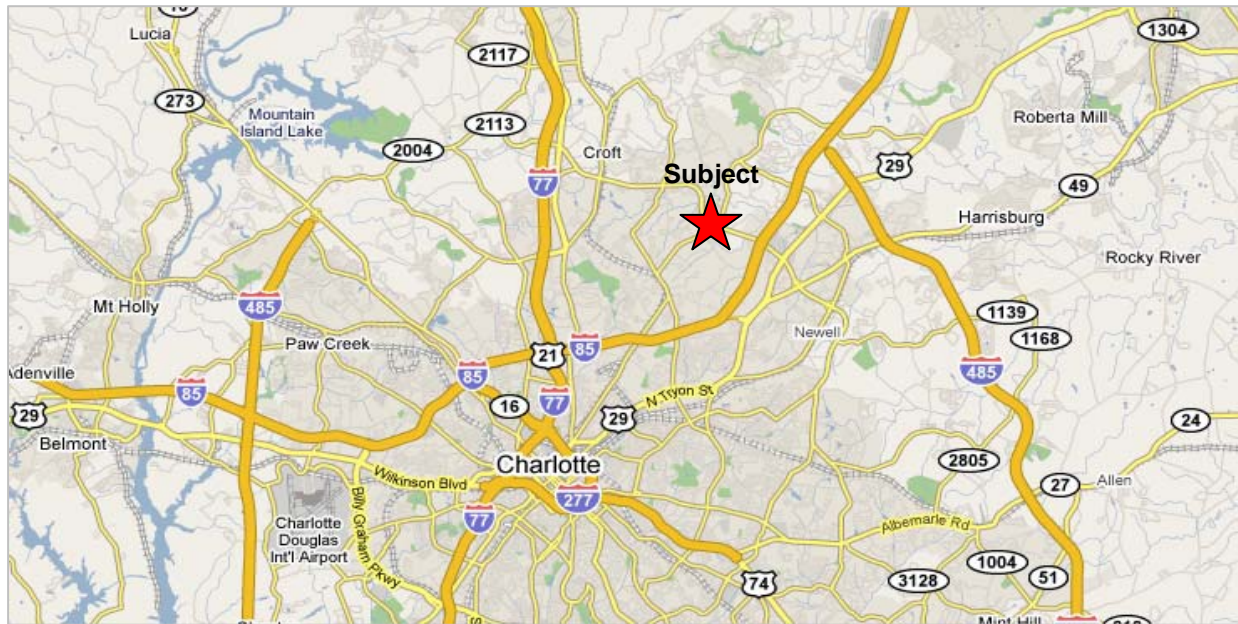 Lucia
2117
1304
273
Mountain
Island Lake
2113
2004
Croft
Roberta Mill
Subject
77
29
49
Harrisburg
Rocky River
Mt Holly
485
1139
1168
Newell
Paw Creek
21
85
85
485
85
16
77
29
N Tryon St
29
24
Belmont
Charlotte
2805
Allen
Wilkinson Blvd
277
27
77
Albemarle Rd
Charlotte
Douglas
Int'l Airport
Billy Graham Pkwy
74
3128
1004
51
Mint Hill